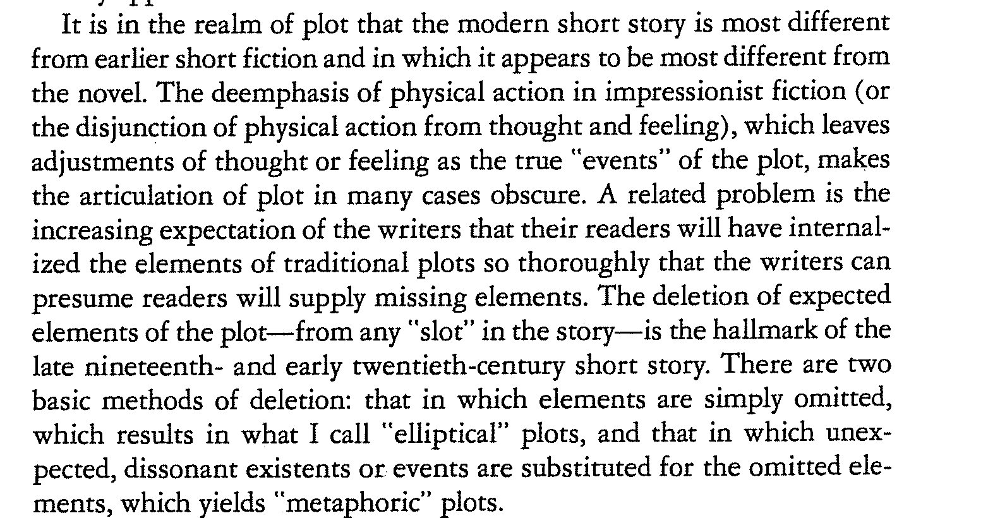 It is in the realm of plot that the modern short story is most different
from earlier short fiction and in which it appears to be most different from
the novel. The deemphasis of physical action in impressionist fiction (or
the disjunction of physical action from thought and feeling), which leaves
adjustments of thought or feeling as the true "events" of the plot, makes
the articulation of plot in many cases obscure. A related problem is the
increasing expectation of the writers that their readers will have internal-
ized the elements of traditional plots so thoroughly that the writers can
presume readers will supply missing elements. The deletion of expected
elements of the plot—from any "slot" in the story—is the hallmark of the
late nineteenth- and early twentieth-century short story. There are two
basic methods of deletion: that in which elements are simply omitted,
which results in what I call "elliptical" plots, and that in which unex-
pected, dissonant existents or events are substituted for the omitted ele-
ments, which yields "metaphoric" plots.